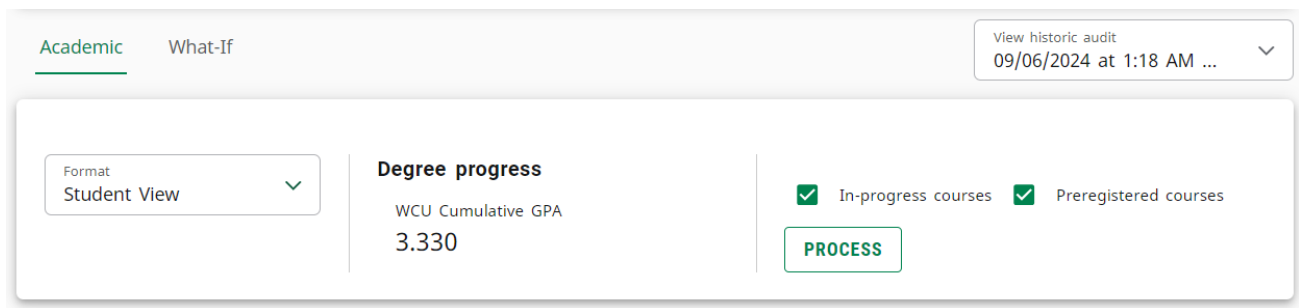 Academic What-If
View historic audit
09/06/2024 at 1:18 AM ...
Format
Student View
Degree progress
WCU Cumulative GPA
3.330
In-progress courses Preregistered courses
PROCESS